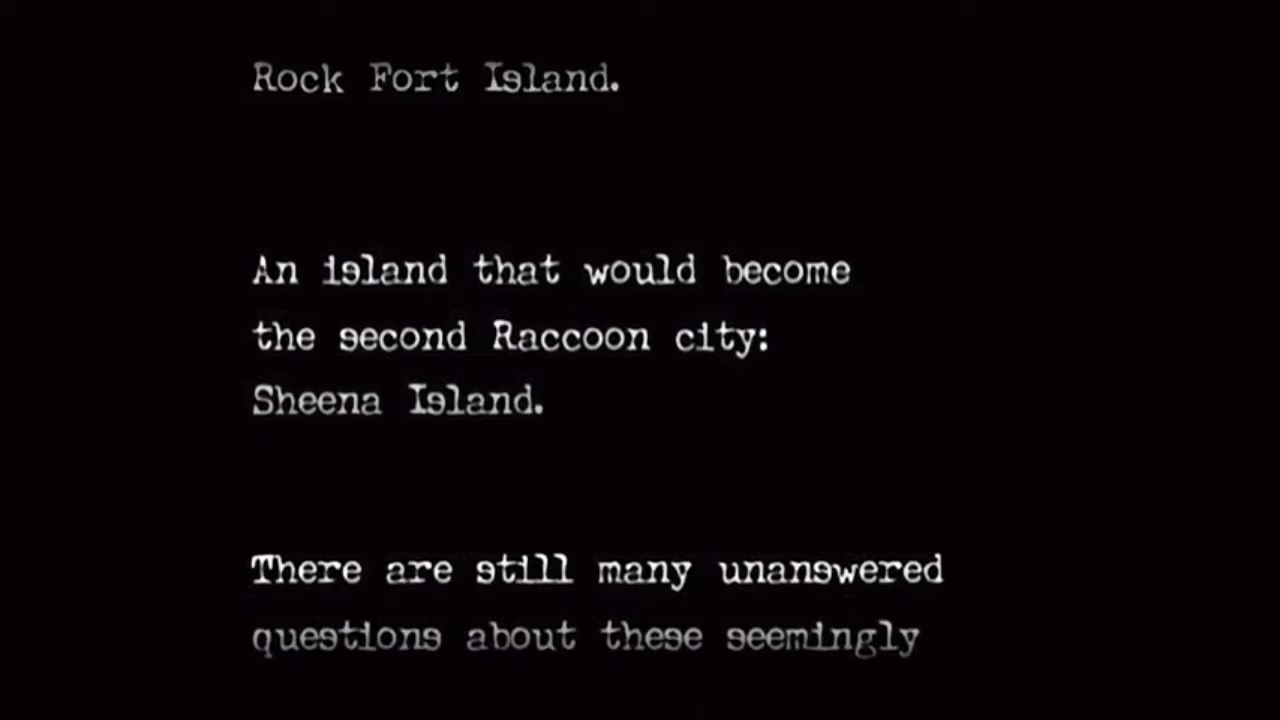 Rock Fort Island.
An island that would become
the second Raccoon city:
Sheena Island.
There are still many unanswered
questions about these seemingly